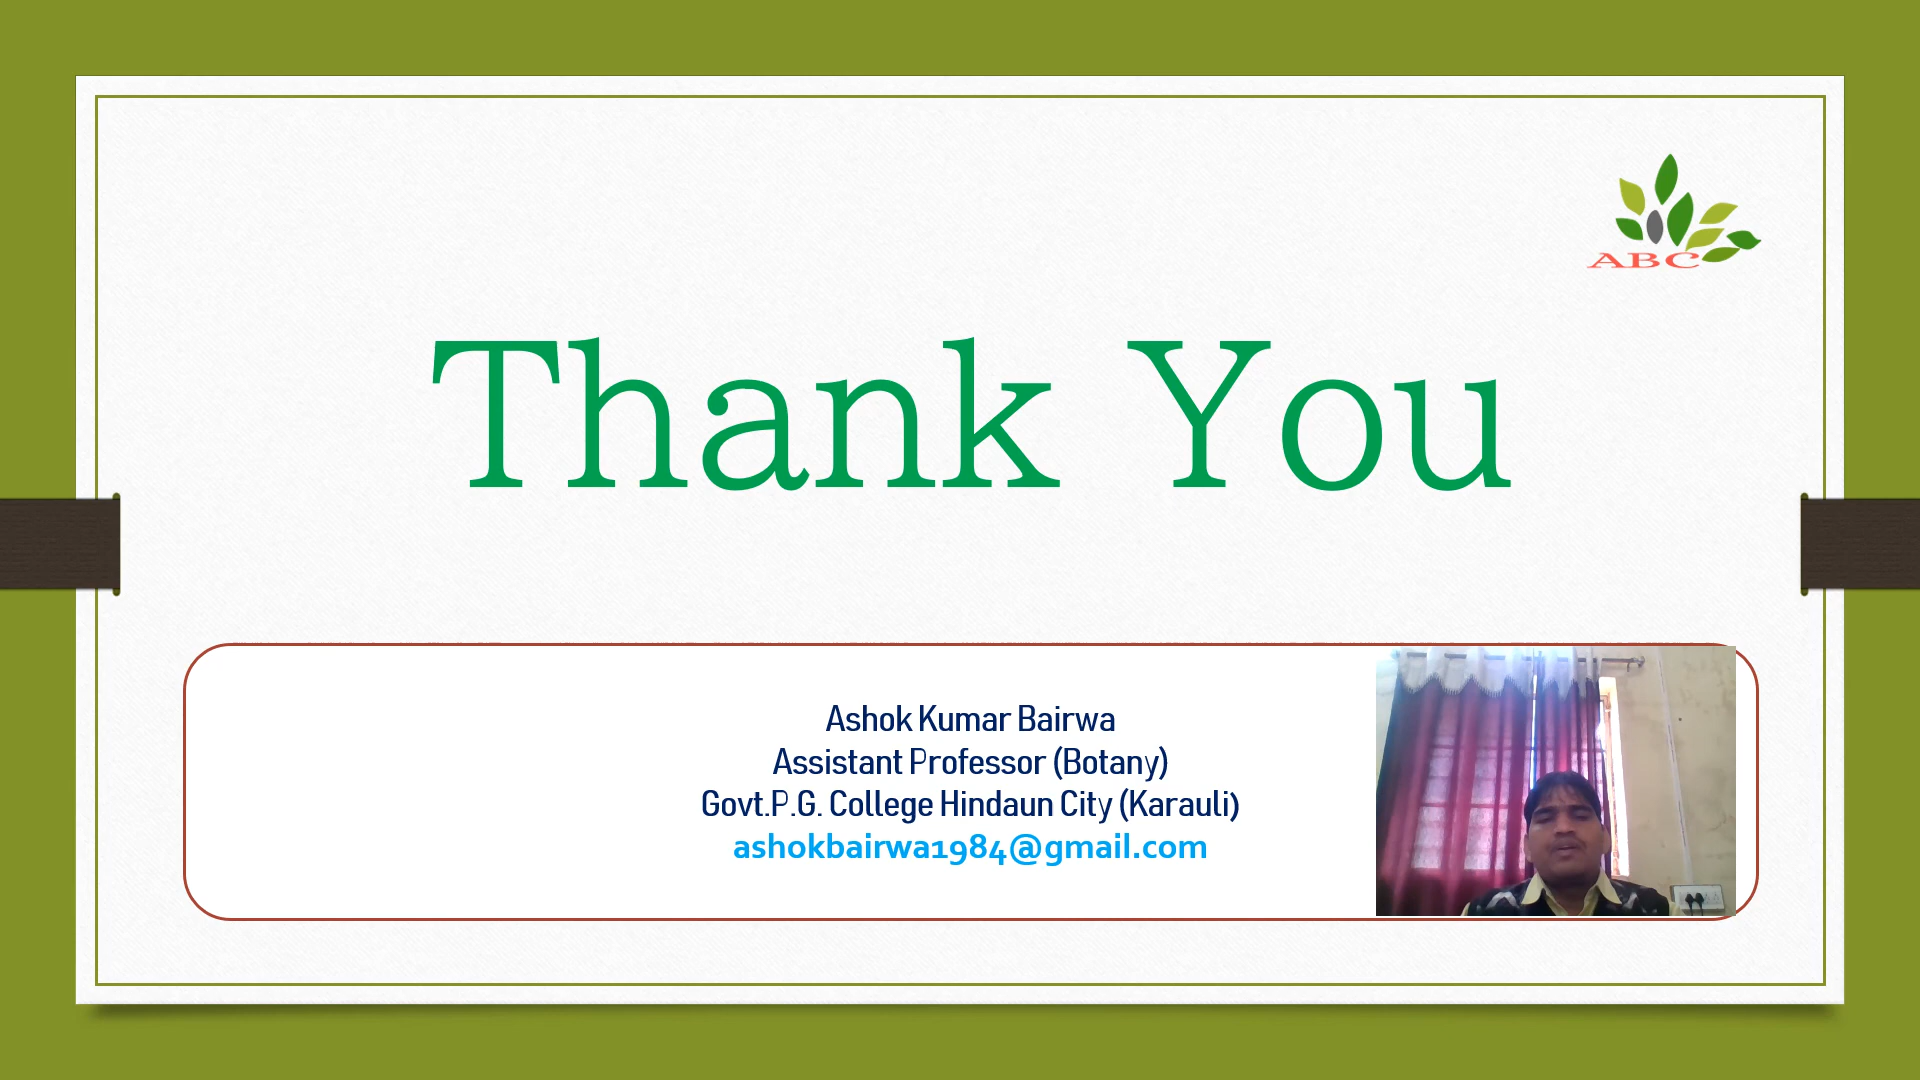 ABC
Thank You
Ashok Kumar Bairwa
Assistant Professor (Botany)
Govt.P.G. College Hindaun City (Karauli)
ashokbairwa1984@gmail.com